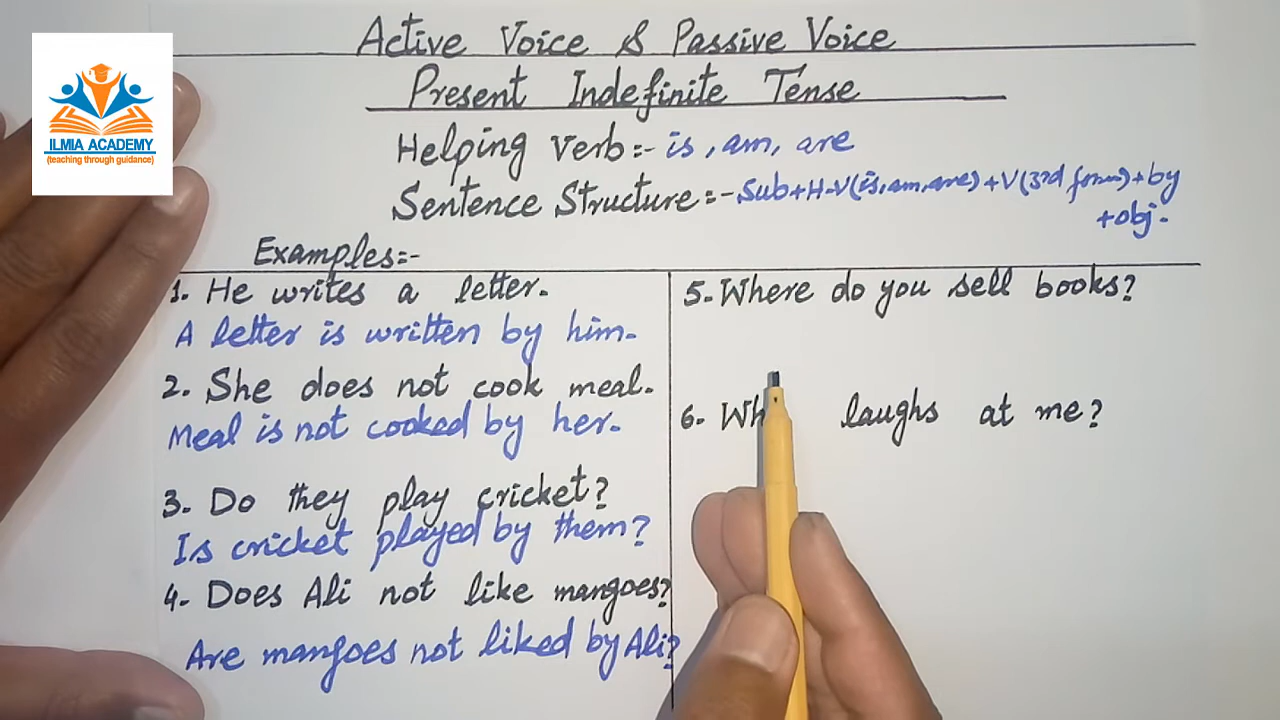 ILMIA ACADEMY
(teaching through guidance)
Active Voice & Passive Voice
Present Indefinite Tense
Helping Verb:- is, am, are
Sentence Structure:- Sub+H-V(is,am,are)+V(3rd form)+by
+obj.
Examples:-
1. He writes a letter.
A letter is written by him.
2. She does not cook meal.
Meal is not cooked by her.
3. Do they play cricket?
Is cricket played by them?
4. Does Ali not like mangoes?
Are mangoes not liked by Ali?
5. Where do you sell books?
6. laughs at me?